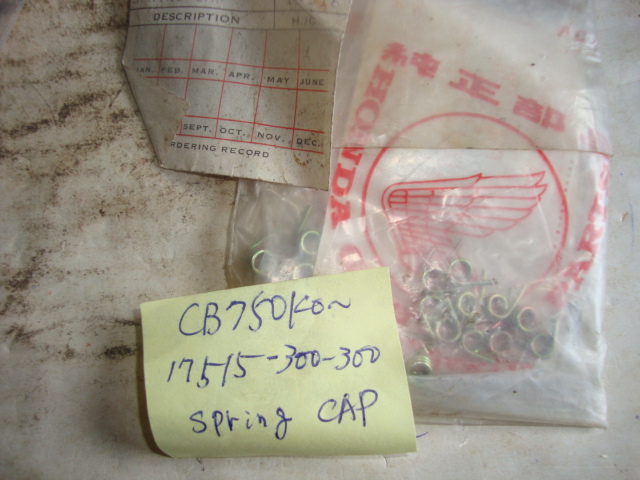 DESCRIPTION
JAN. FEB. MAR. APR. MAY JUNE
SEPT. OCT. NOV. DEC.
RDERING RECORD
純正部
HONDA
CB750K0~
17515-300-300
spring CAP